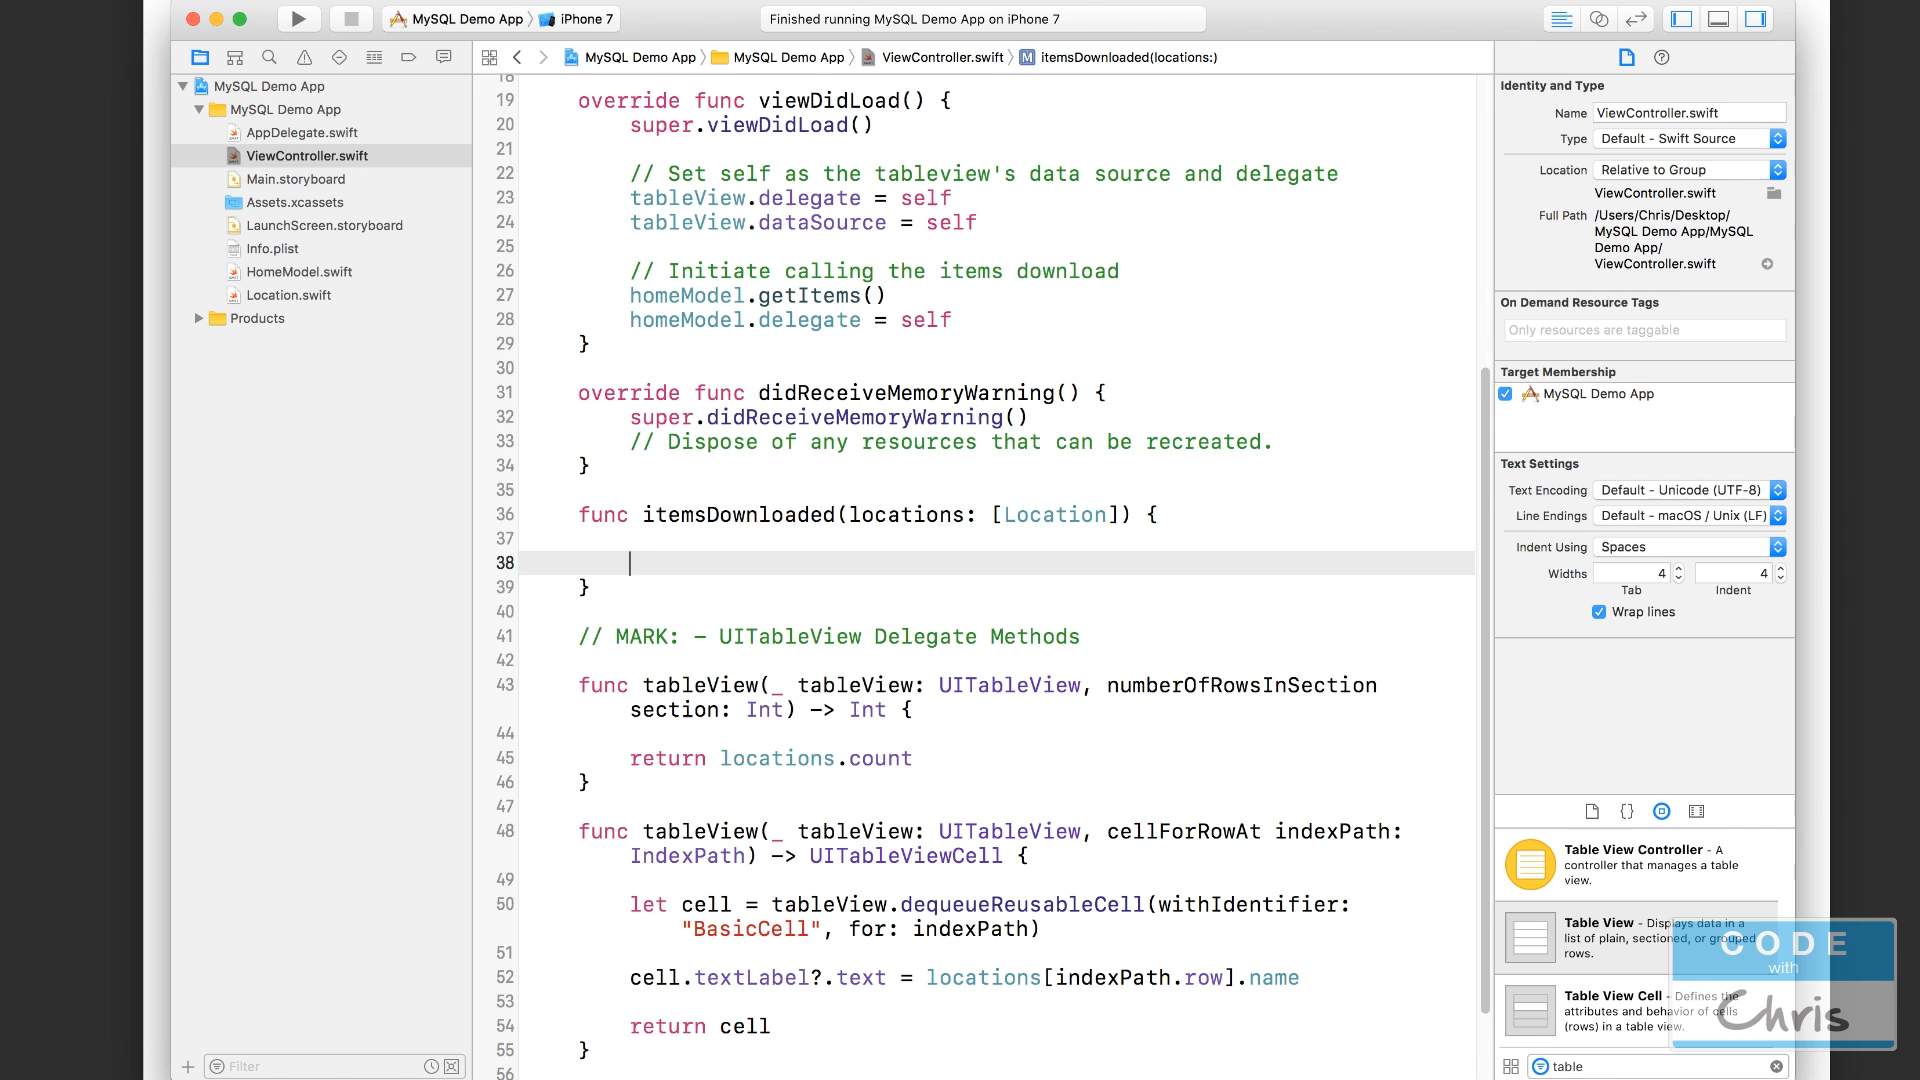 MySQL Demo App
iPhone 7
Finished running MySQL Demo App on iPhone 7
MySQL Demo App
MySQL Demo App
ViewController.swift
M
itemsDownloaded(locations:)
MySQL Demo App
MySQL Demo App
AppDelegate.swift
ViewController.swift
Main.storyboard
Assets.xcassets
LaunchScreen.storyboard
Info.plist
HomeModel.swift
Location.swift
Products
Filter
18
19 override func viewDidLoad() {
20 super.viewDidLoad()
21
22 // Set self as the tableview's data source and delegate
23 tableView.delegate = self
24 tableView.dataSource = self
25
26 // Initiate calling the items download
27 homeModel.getItems()
28 homeModel.delegate = self
29 }
30
31 override func didReceiveMemoryWarning() {
32 super.didReceiveMemoryWarning()
33 // Dispose of any resources that can be recreated.
34 }
35
36 func itemsDownloaded(locations: [Location]) {
37
38
39 }
40
41 // MARK: - UITableView Delegate Methods
42
43 func tableView(_ tableView: UITableView, numberOfRowsInSection
section: Int) -> Int {
44
45 return locations.count
46 }
47
48 func tableView(_ tableView: UITableView, cellForRowAt indexPath:
IndexPath) -> UITableViewCell {
49
50 let cell = tableView.dequeueReusableCell(withIdentifier:
"BasicCell", for: indexPath)
51
52 cell.textLabel?.text = locations[indexPath.row].name
53
54 return cell
55 }
56
Identity and Type
Name ViewController.swift
Type Default - Swift Source
Location Relative to Group
ViewController.swift
Full Path /Users/Chris/Desktop/
MySQL Demo App/MySQL
Demo App/
ViewController.swift
On Demand Resource Tags
Only resources are taggable
Target Membership
MySQL Demo App
Text Settings
Text Encoding Default - Unicode (UTF-8)
Line Endings Default - macOS / Unix (LF)
Indent Using Spaces
Widths 4 4
Tab Indent
Wrap lines
Table View Controller - A
controller that manages a table
view.
Table View - Displays data in a
list of plain, sectioned, or grouped
rows.
Table View Cell - Defines the
attributes and behavior of cells
(rows) in a table view.
table
CODE
with
Chris